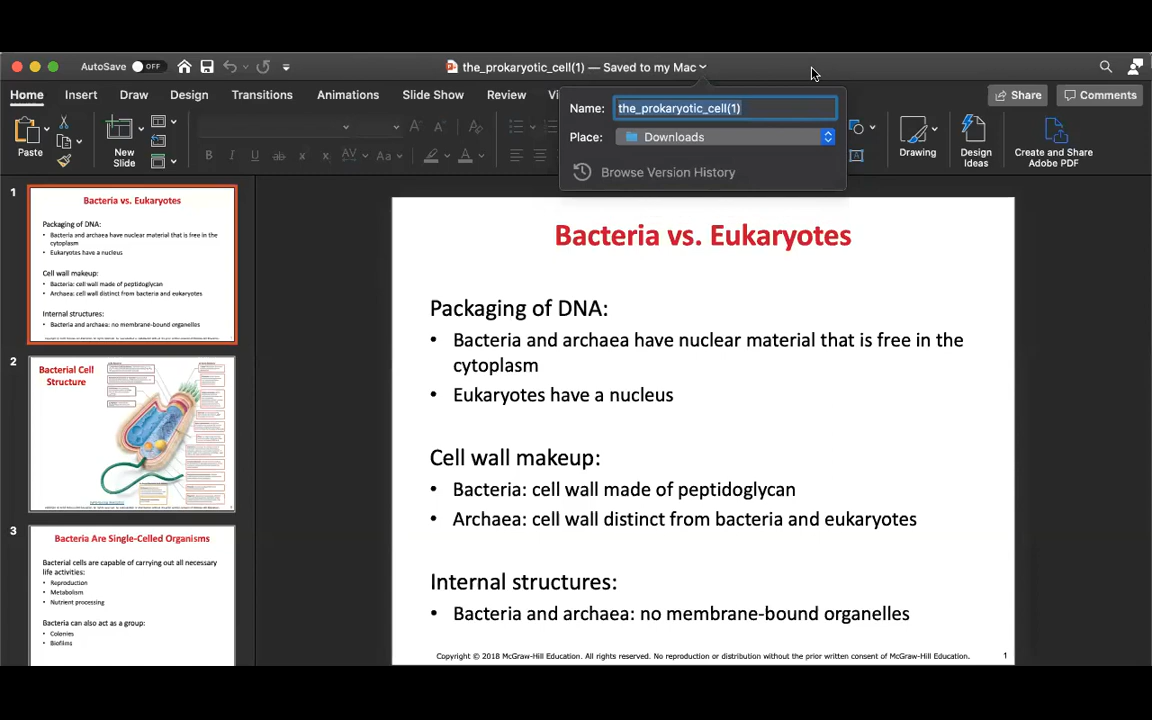 AutoSave OFF
the_prokaryotic_cell(1) — Saved to my Mac
Home Insert Draw Design Transitions Animations Slide Show Review Share Comments
Name: the_prokaryotic_cell(1)
Place: Downloads
Browse Version History
Paste
New
Slide
B I U ab x x AV Aa A
Drawing
Design
Ideas
Create and Share
Adobe PDF
1
Bacteria vs. Eukaryotes
Packaging of DNA:
• Bacteria and archaea have nuclear material that is free in the
cytoplasm
• Eukaryotes have a nucleus
Cell wall makeup:
• Bacteria: cell wall made of peptidoglycan
• Archaea: cell wall distinct from bacteria and eukaryotes
Internal structures:
• Bacteria and archaea: no membrane-bound organelles
2
Bacterial Cell
Structure
3
Bacteria Are Single-Celled Organisms
Bacterial cells are capable of carrying out all necessary
life activities:
• Reproduction
• Metabolism
• Nutrient processing
Bacteria can also act as a group:
• Colonies
• Biofilms
Bacteria vs. Eukaryotes
Packaging of DNA:
• Bacteria and archaea have nuclear material that is free in the
cytoplasm
• Eukaryotes have a nucleus
Cell wall makeup:
• Bacteria: cell wall made of peptidoglycan
• Archaea: cell wall distinct from bacteria and eukaryotes
Internal structures:
• Bacteria and archaea: no membrane-bound organelles
Copyright © 2018 McGraw-Hill Education. All rights reserved. No reproduction or distribution without the prior written consent of McGraw-Hill Education. 1